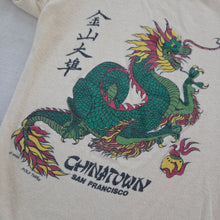 金山大埠
CHINATOWN
SAN FRANCISCO